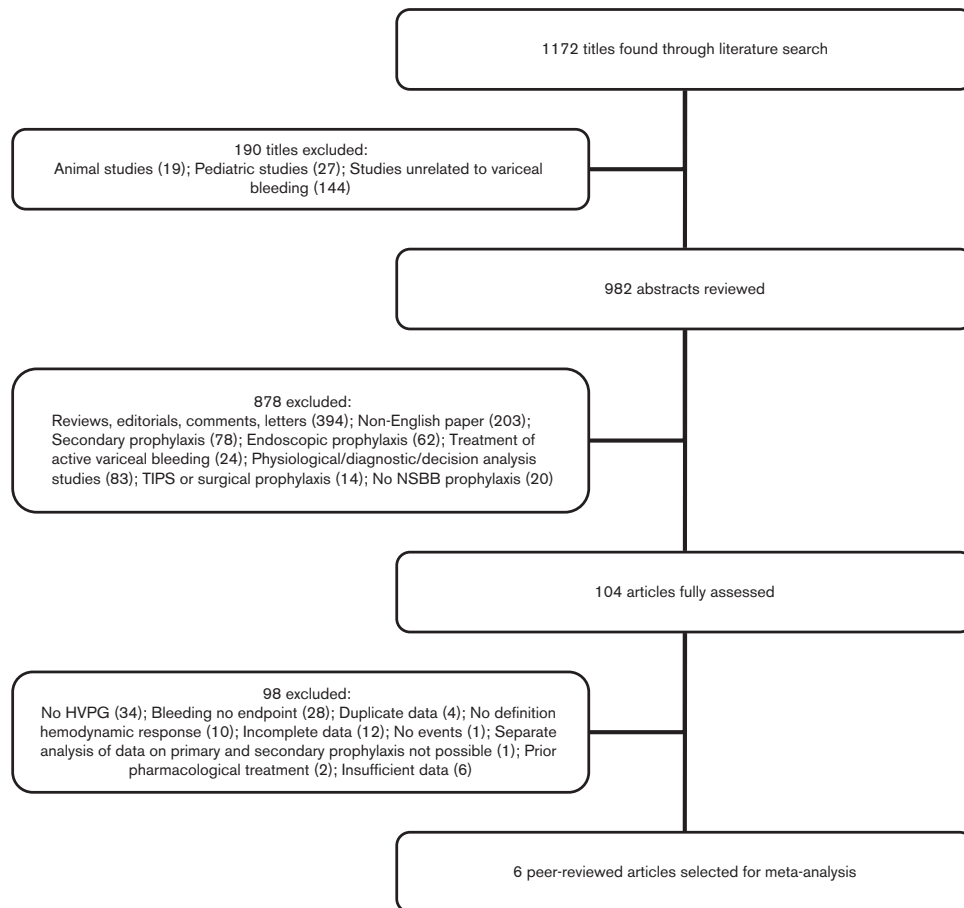 1172 titles found through literature search
190 titles excluded:
Animal studies (19); Pediatric studies (27); Studies unrelated to variceal
bleeding (144)
982 abstracts reviewed
878 excluded:
Reviews, editorials, comments, letters (394); Non-English paper (203);
Secondary prophylaxis (78); Endoscopic prophylaxis (62); Treatment of
active variceal bleeding (24); Physiological/diagnostic/decision analysis
studies (83); TIPS or surgical prophylaxis (14); No NSBB prophylaxis (20)
104 articles fully assessed
98 excluded:
No HVPG (34); Bleeding no endpoint (28); Duplicate data (4); No definition
hemodynamic response (10); Incomplete data (12); No events (1); Separate
analysis of data on primary and secondary prophylaxis not possible (1); Prior
pharmacological treatment (2); Insufficient data (6)
6 peer-reviewed articles selected for meta-analysis